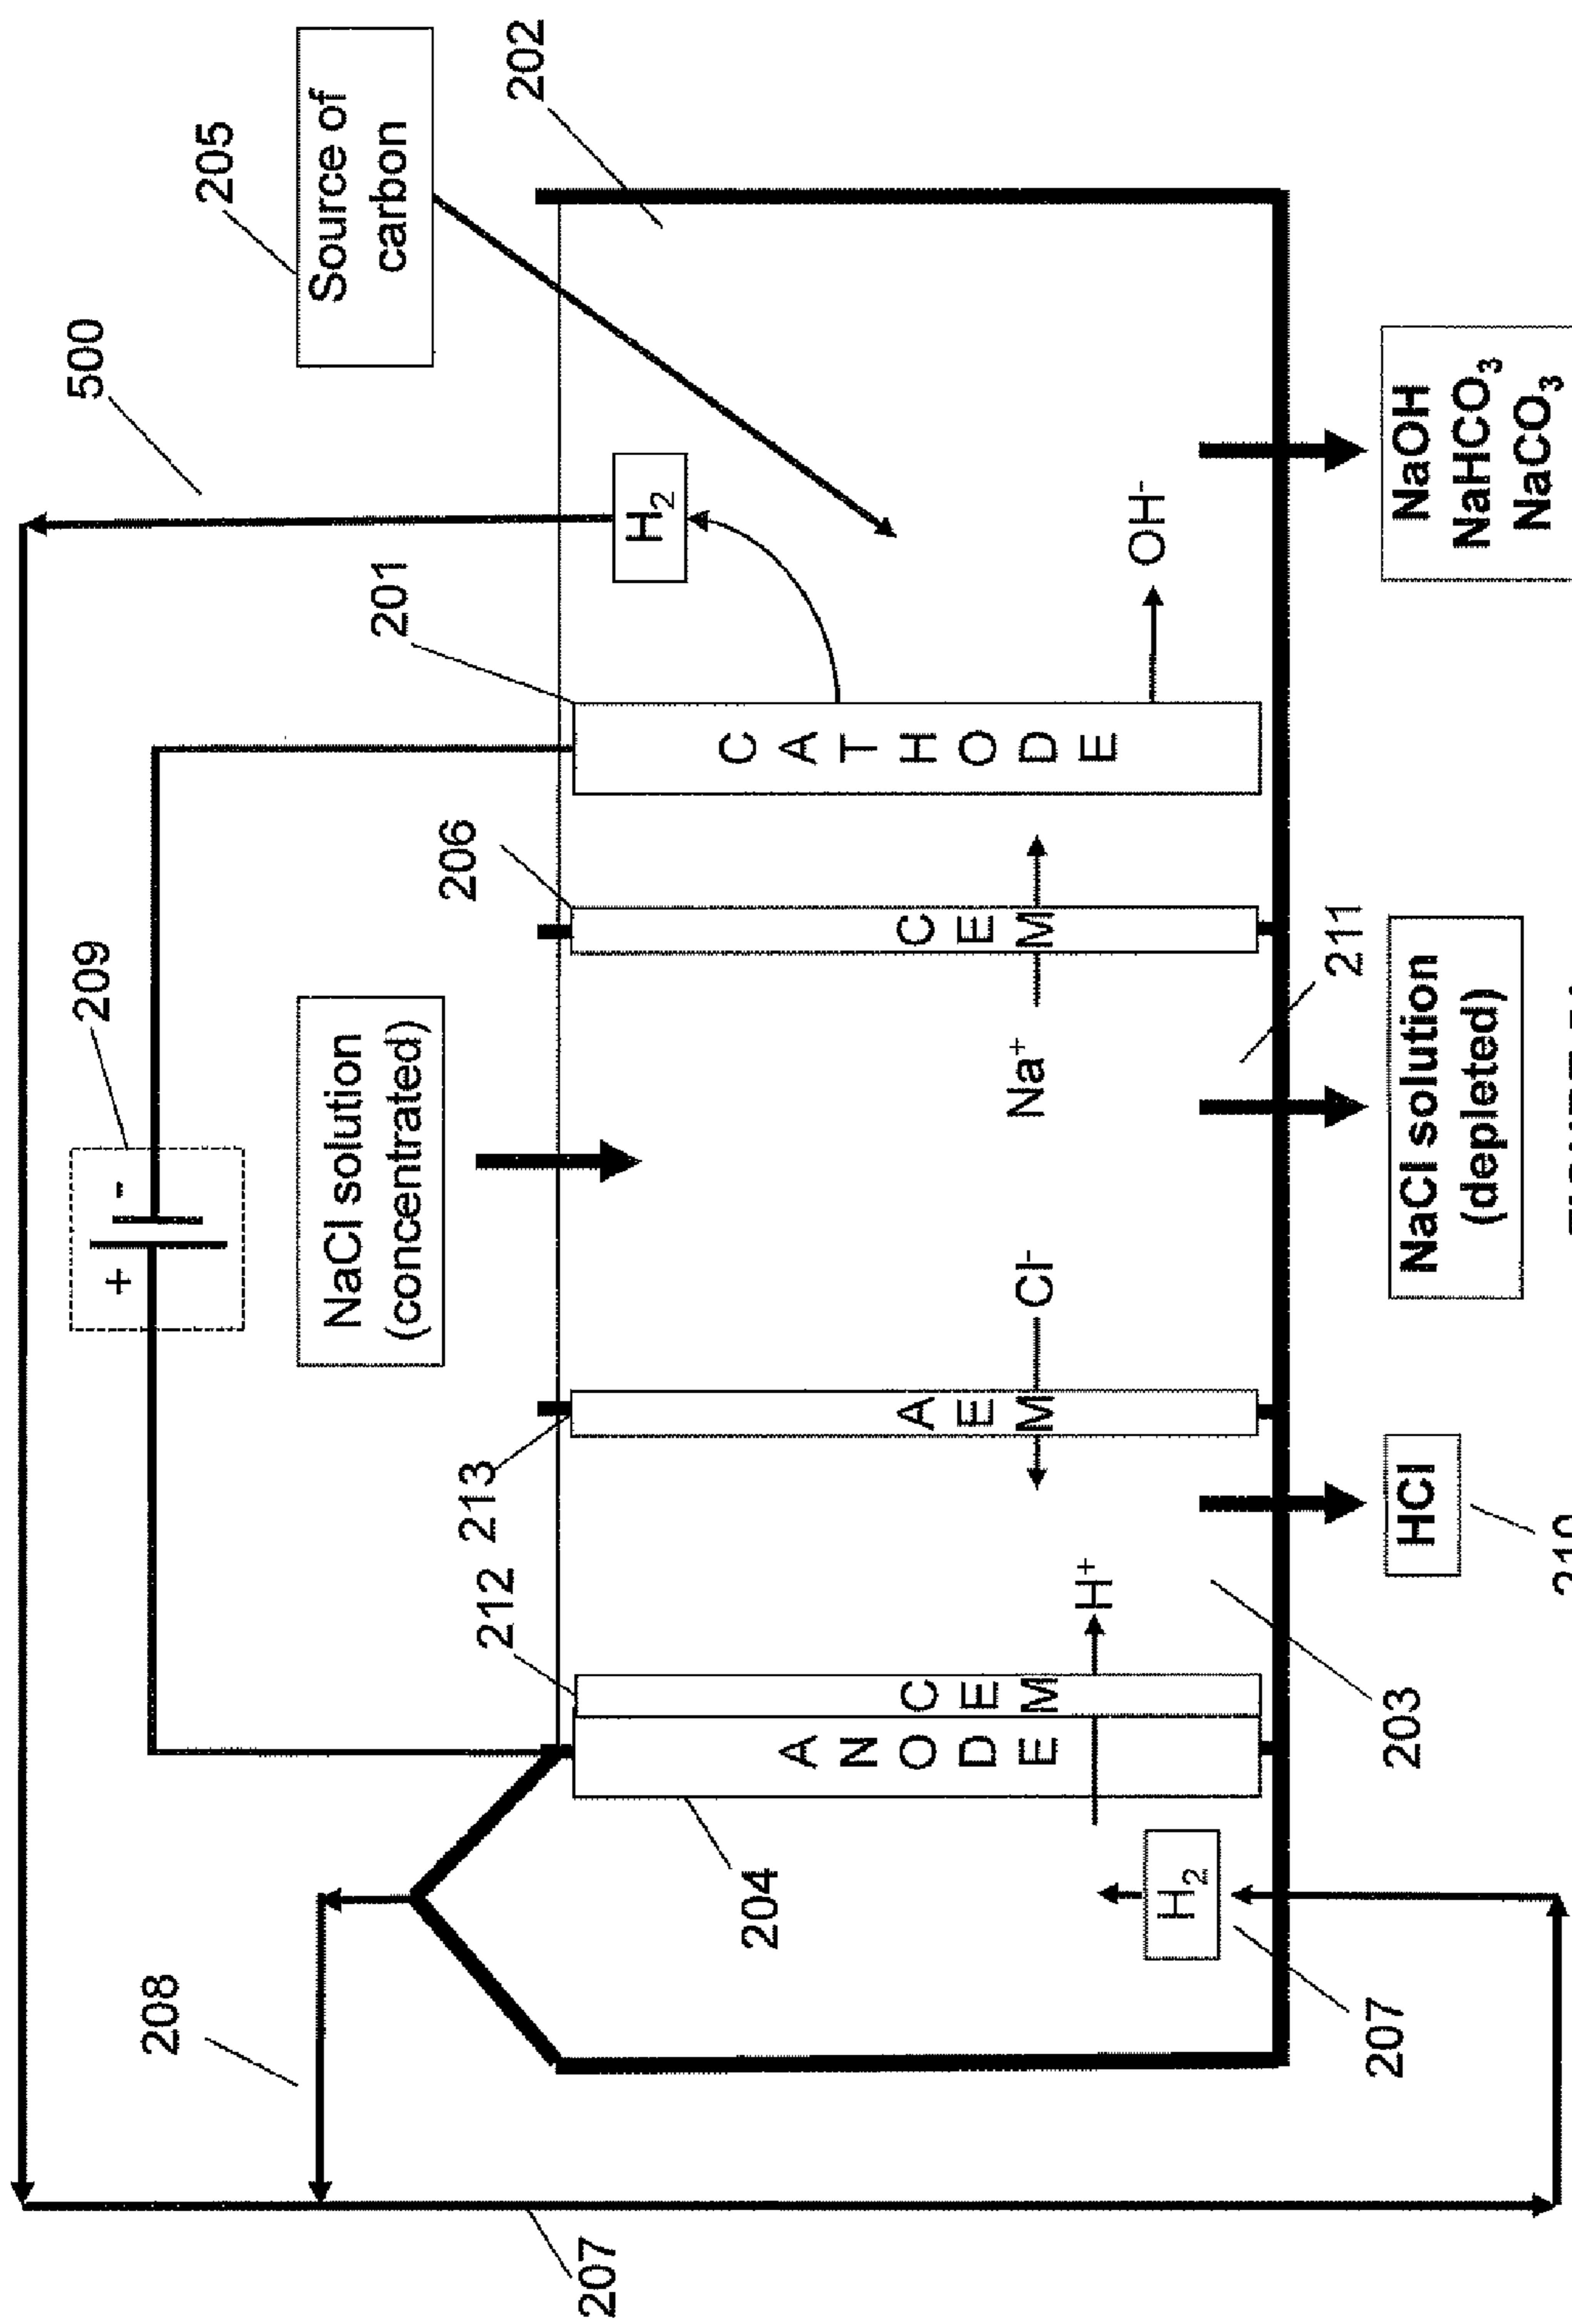 500
209
+ -
208
205
Source of
carbon
NaCl solution
(concentrated)
201
206
213
212
202
207
H₂
204
ANODE
CEM
AEM
CEM
CATHODE
Cl⁻
Na⁺
H⁺
OH⁻
H₂
207
203
211
HCl
NaCl solution
(depleted)
NaOH
NaHCO₃
NaCO₃